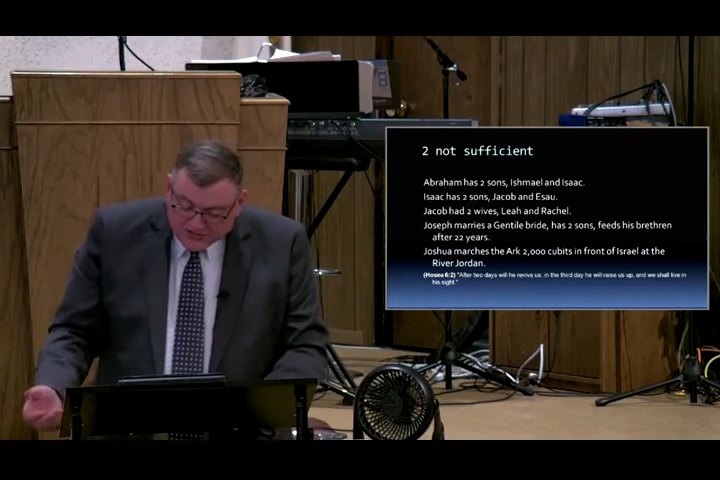 2 not sufficient
Abraham has 2 sons, Ishmael and Isaac.
Isaac has 2 sons, Jacob and Esau.
Jacob had 2 wives, Leah and Rachel.
Joseph marries a Gentile bride, has 2 sons, feeds his brethren
after 22 years.
Joshua marches the Ark 2,000 cubits in front of Israel at the
River Jordan.
(Hosea 6:2) "After two days will he revive us: in the third day he will raise us up, and we shall live in
his sight."